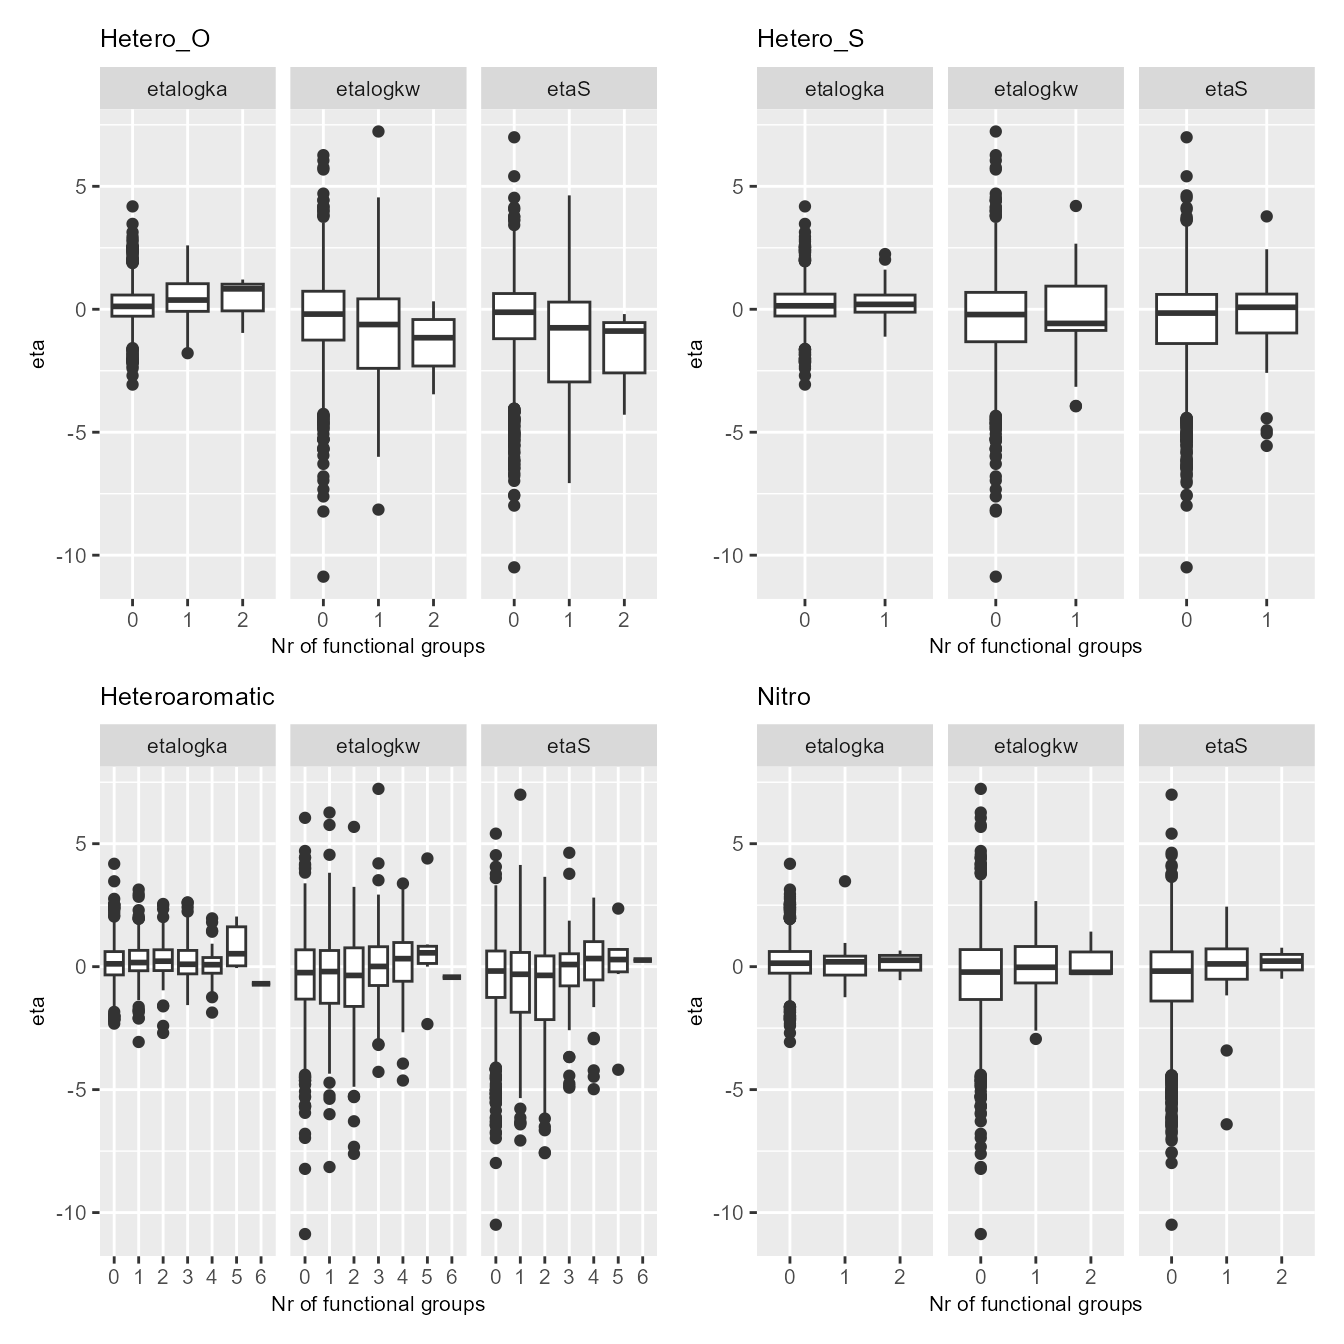 Hetero_O
etalogka etalogkw etaS
5
0
-5
-10
eta
0 1 2 0 1 2 0 1 2
Nr of functional groups
Hetero_S
etalogka etalogkw etaS
5
0
-5
-10
eta
0 1 0 1 0 1
Nr of functional groups
Heteroaromatic
etalogka etalogkw etaS
5
0
-5
-10
eta
0 1 2 3 4 5 6 0 1 2 3 4 5 6 0 1 2 3 4 5 6
Nr of functional groups
Nitro
etalogka etalogkw etaS
5
0
-5
-10
eta
0 1 2 0 1 2 0 1 2
Nr of functional groups